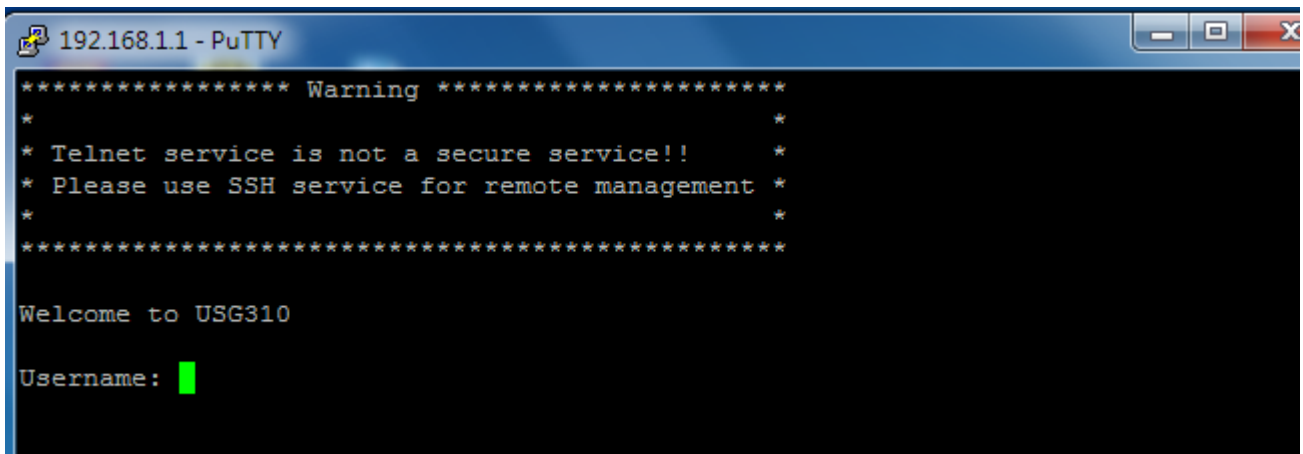 192.168.1.1 - PuTTY
***************** Warning **********************
*                                              *
* Telnet service is not a secure service!!     *
* Please use SSH service for remote management *
*                                              *
************************************************
Welcome to USG310
Username: